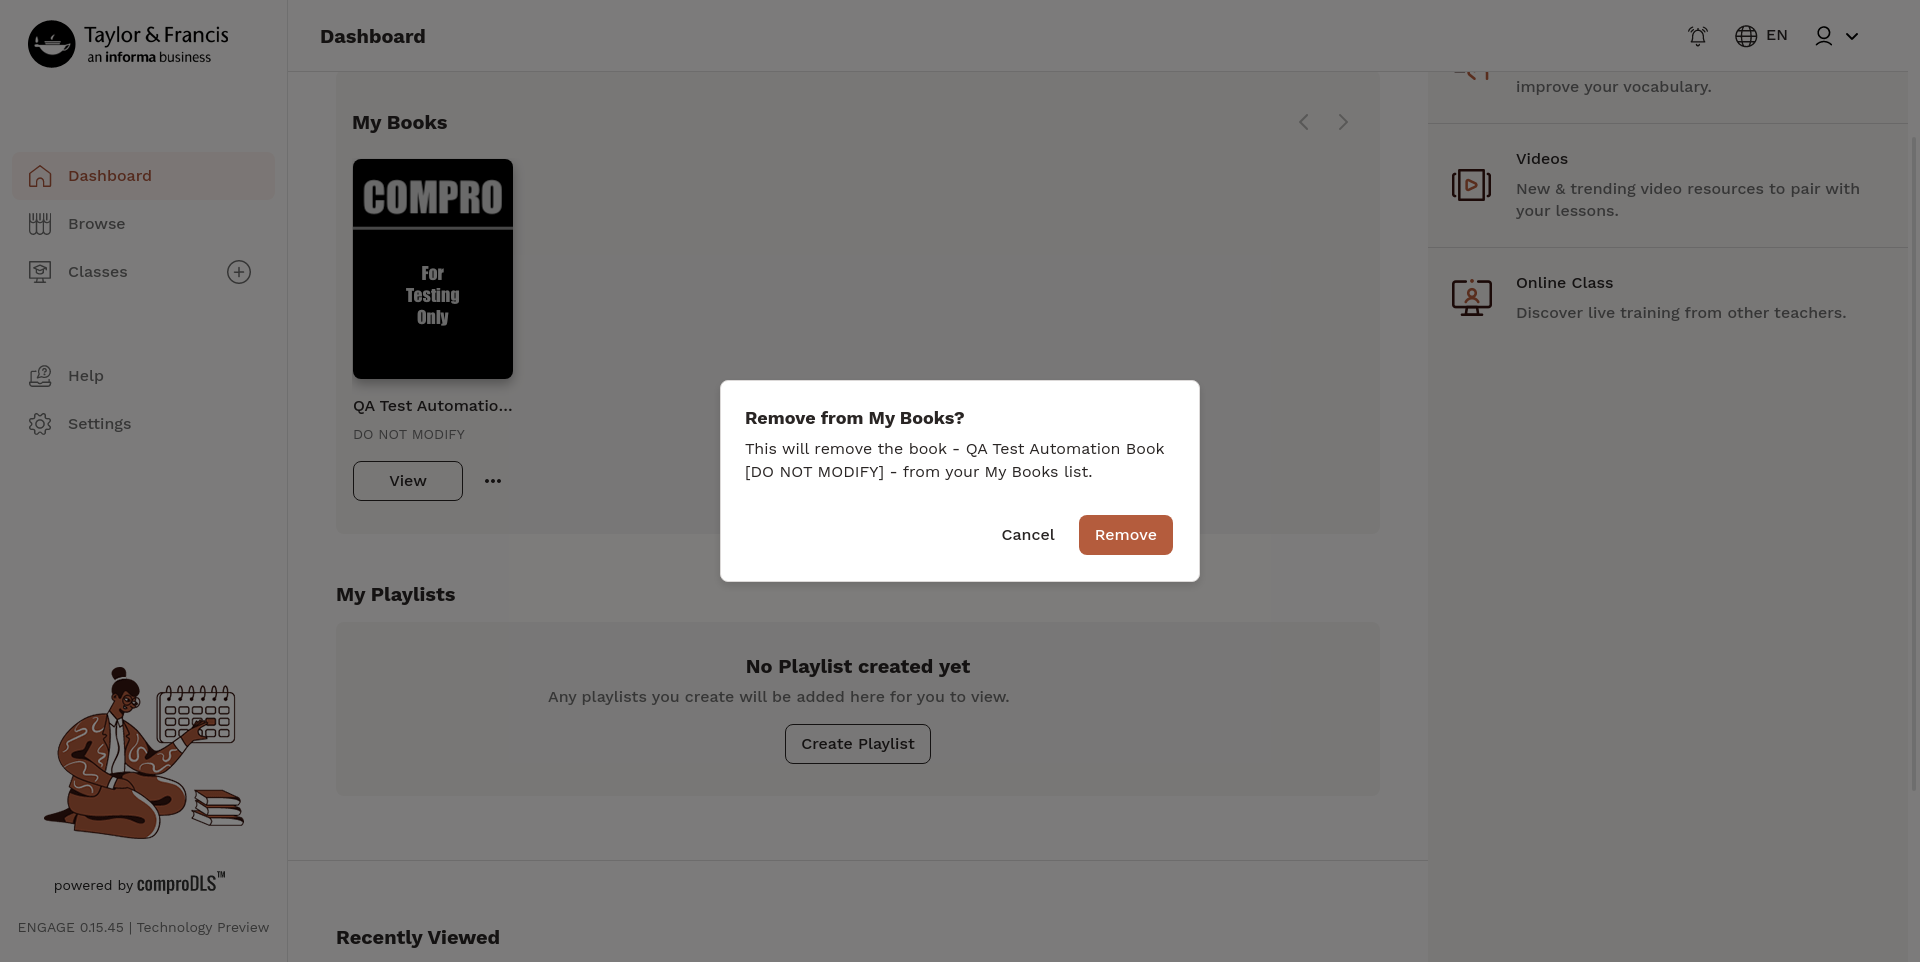 Taylor & Francis
an informa business
Dashboard
EN
Dashboard
Browse
Classes
Help
Settings
powered by comproDLS™
ENGAGE 0.15.45 | Technology Preview
My Books
COMPRO
For
Testing
Only
QA Test Automatio...
DO NOT MODIFY
View
My Playlists
No Playlist created yet
Any playlists you create will be added here for you to view.
Create Playlist
Recently Viewed
improve your vocabulary.
Videos
New & trending video resources to pair with
your lessons.
Online Class
Discover live training from other teachers.
Remove from My Books?
This will remove the book - QA Test Automation Book
[DO NOT MODIFY] - from your My Books list.
Cancel
Remove